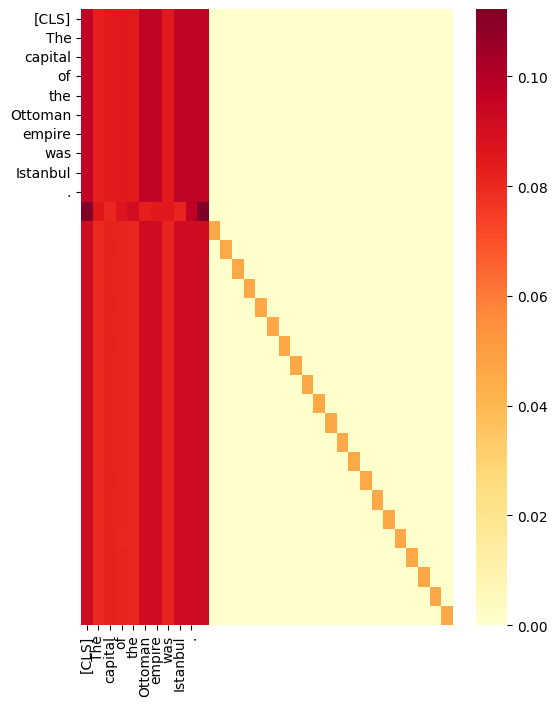 [CLS]
The
capital
of
the
Ottoman
empire
was
Istanbul
.
0.10
0.08
0.06
0.04
0.02
0.00
[CLS]
The
capital
of
the
Ottoman
empire
was
Istanbul
.